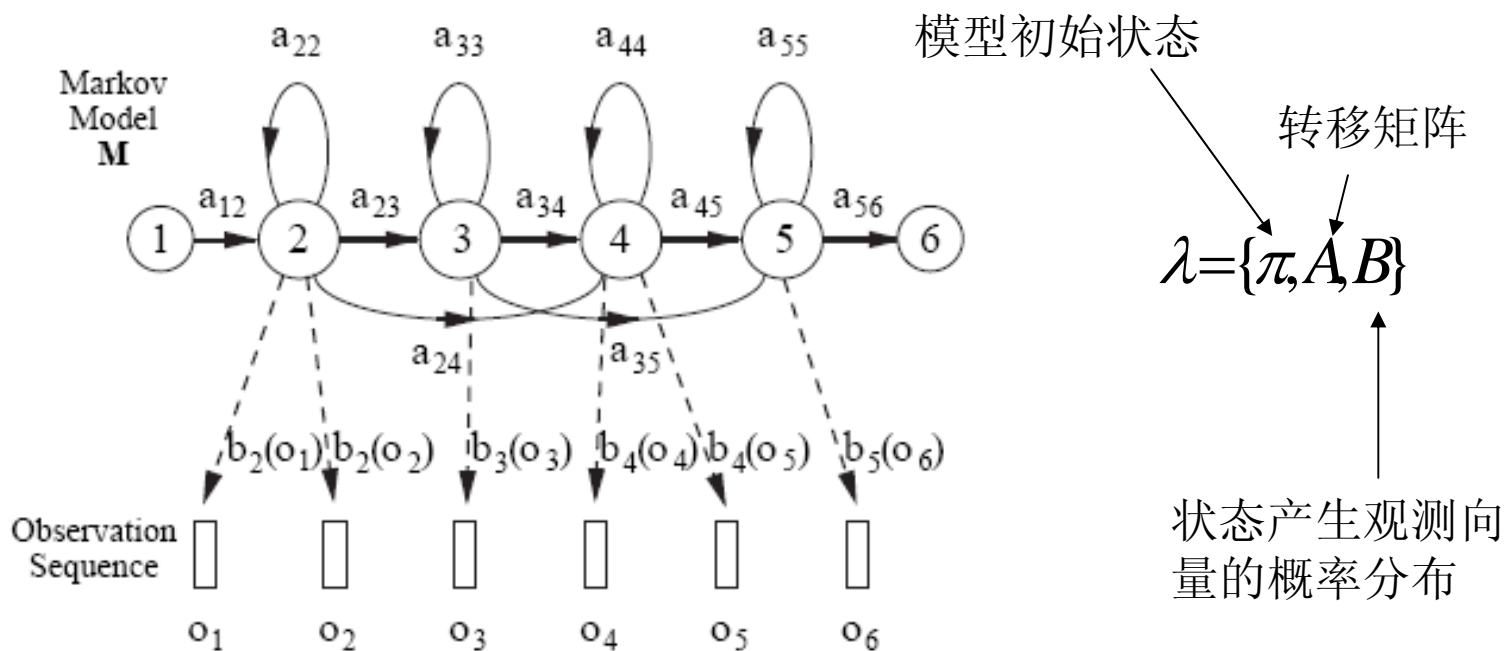 a22 a33 a44 a55
Markov
Model
M
a12 a23 a34 a45 a56
1 2 3 4 5 6
a24 a35
b2(o1) b2(o2) b3(o3) b4(o4) b4(o5) b5(o6)
Observation
Sequence
o1 o2 o3 o4 o5 o6
模型初始状态
转移矩阵
λ={π,A,B}
状态产生观测向
量的概率分布